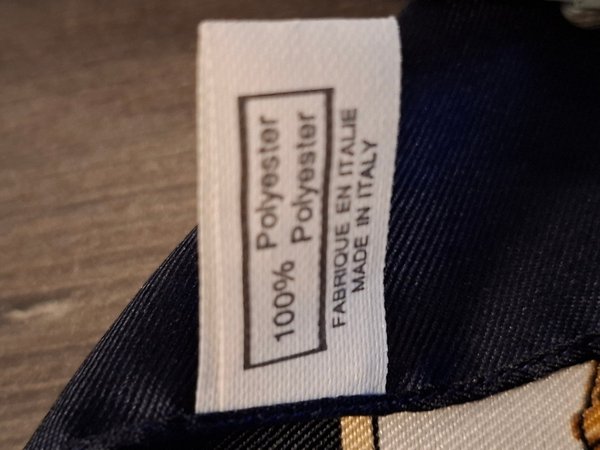 100% Polyester
Polyester
FABRIQUE EN ITALIE
MADE IN ITALY